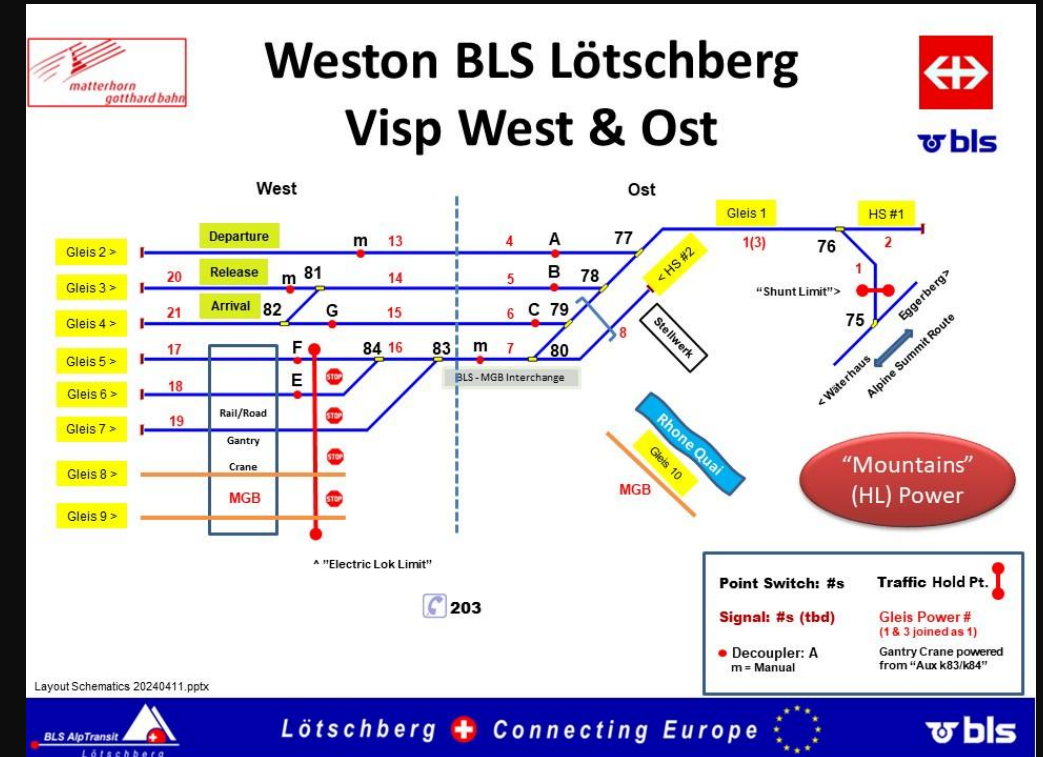 matterhorn
gotthard bahn
Weston BLS Lötschberg
Visp West & Ost
bls
West
Ost
Gleis 1
HS #1
Departure
m
13
4
A
77
1(3)
76
2
Gleis 2 >
Release
< HS #2
20
m
81
14
5
B
78
1
Gleis 3 >
"Shunt Limit">
Eggerberg>
Arrival
21
82
G
15
6
C
79
8
75
Gleis 4 >
Stellwerk
17
F
84
16
83
m
7
80
Gleis 5 >
BLS - MGB Interchange
< Wäterhaus
Alpine Summit Route
18
E
STOP
Gleis 6 >
19
Rail/Road
STOP
Gleis 7 >
Gantry
Rhone Quai
Crane
STOP
Gleis 10
"Mountains"
(HL) Power
Gleis 8 >
MGB
STOP
MGB
Gleis 9 >
^ "Electric Lok Limit"
203
Point Switch: #s
Traffic Hold Pt.
Signal: #s (tbd)
Gleis Power #
(1 & 3 joined as 1)
Decoupler: A
m = Manual
Gantry Crane powered
from "Aux k83/k84"
Layout Schematics 20240411.pptx
BLS AlpTransit
Lötschberg
Lötschberg Connecting Europe
bls